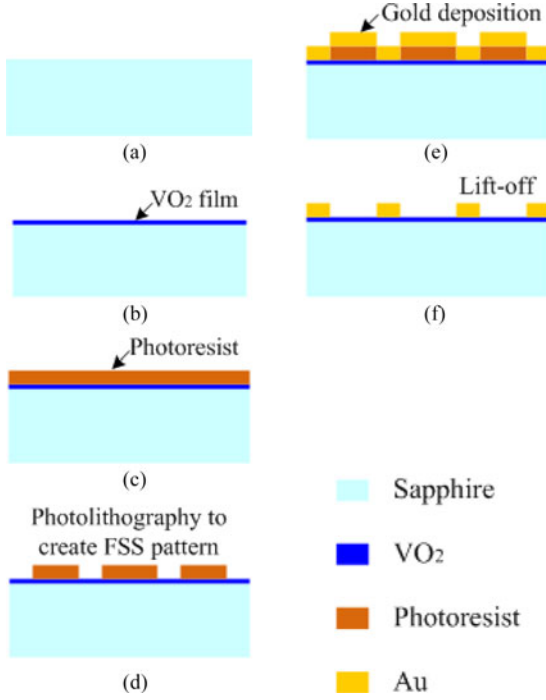 (a)
VO2 film
(b)
Photoresist
(c)
Photolithography to
create FSS pattern
(d)
Gold deposition
(e)
Lift-off
(f)
Sapphire
VO2
Photoresist
Au